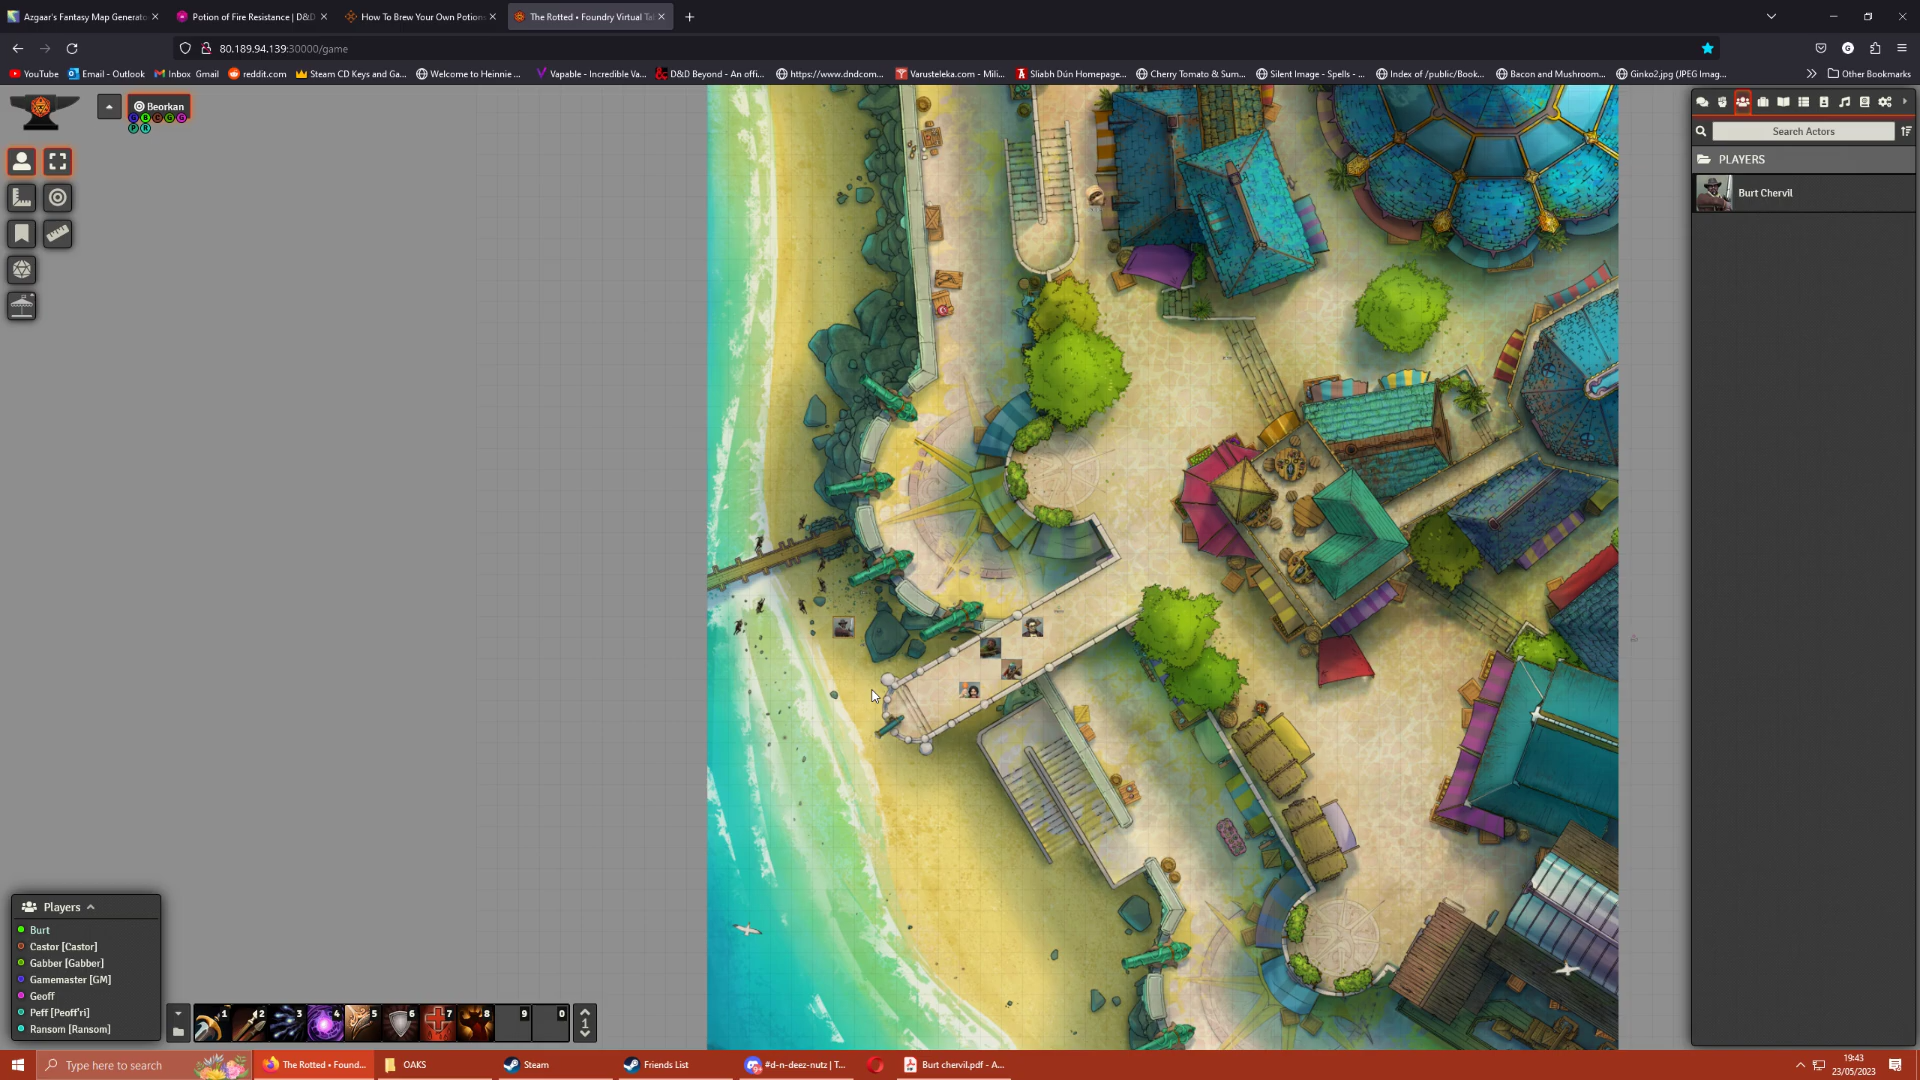 Azgaar's Fantasy Map Generato
Potion of Fire Resistance | D&D
How To Brew Your Own Potions
The Rotted • Foundry Virtual Ta
80.189.94.139:30000/game
YouTube
Email - Outlook
Inbox Gmail
reddit.com
Steam CD Keys and Ga...
Welcome to Heinnie ...
Vapable - Incredible Va...
D&D Beyond - An offi...
https://www.dndcom...
Varusteleka.com - Mili...
Sliabh Dún Homepage...
Cherry Tomato & Sum...
Silent Image - Spells - ...
Index of /public/Book...
Bacon and Mushroom...
Ginko2.jpg (JPEG Imag...
Other Bookmarks
Beorkan
G B C G G
P R
Search Actors
PLAYERS
Burt Chervil
Players
Burt
Castor [Castor]
Gabber [Gabber]
Gamemaster [GM]
Geoff
Peff [Peoff'ri]
Ransom [Ransom]
1 2 3 4 5 6 7 8 9 0
1
Type here to search
The Rotted • Found...
OAKS
Steam
Friends List
#d-n-deez-nutz | T...
Burt chervil.pdf - A...
19:43
23/05/2023